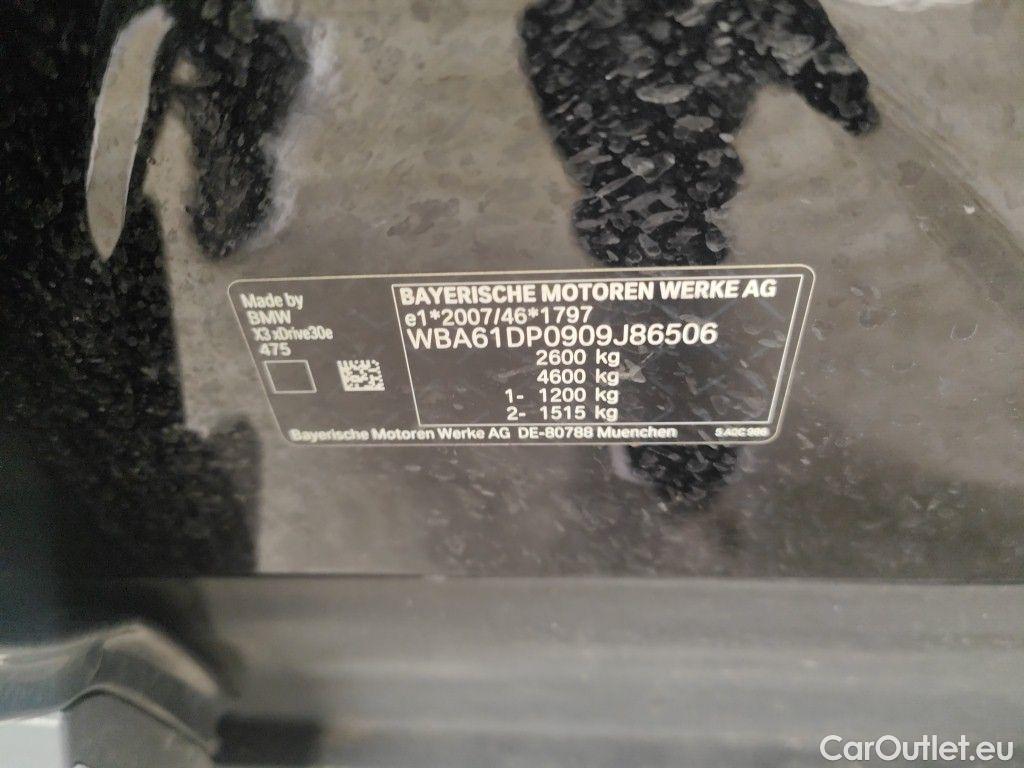 Made by
BMW
X3 xDrive30e
475
BAYERISCHE MOTOREN WERKE AG
e1*2007/46*1797
WBA61DP0909J86506
2600 kg
4600 kg
1- 1200 kg
2- 1515 kg
Bayerische Motoren Werke AG DE-80788 Muenchen
CarOutlet.eu